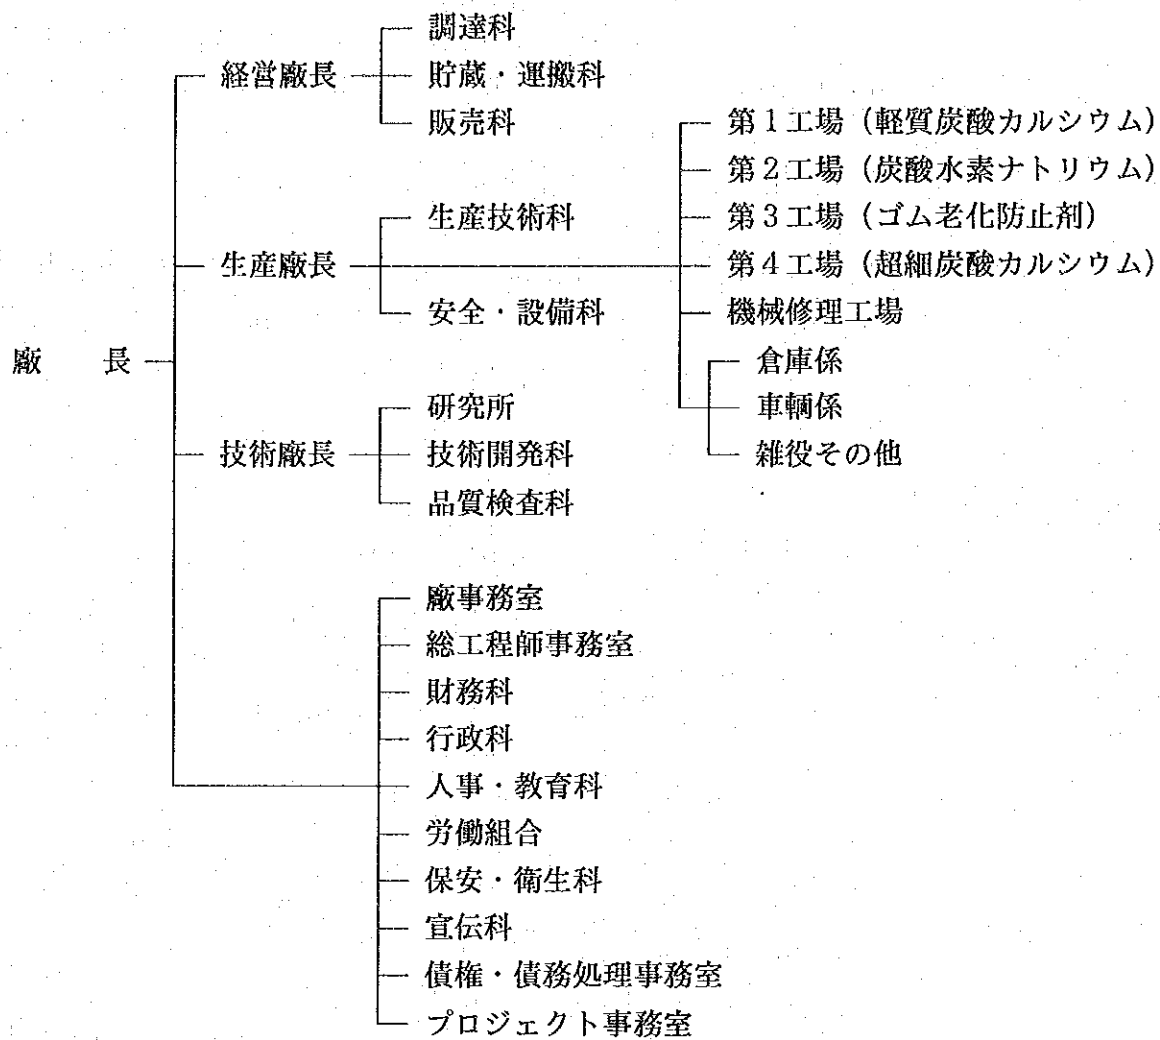 調達科
経営廠長
貯蔵・運搬科
販売科
第1工場（軽質炭酸カルシウム）
第2工場（炭酸水素ナトリウム）
生産技術科
第3工場（ゴム老化防止剤）
生産廠長
第4工場（超細炭酸カルシウム）
安全・設備科
機械修理工場
廠　　長
倉庫係
研究所
車輌係
技術廠長
技術開発科
雑役その他
品質検査科
廠事務室
総工程師事務室
財務科
行政科
人事・教育科
労働組合
保安・衛生科
宣伝科
債権・債務処理事務室
プロジェクト事務室